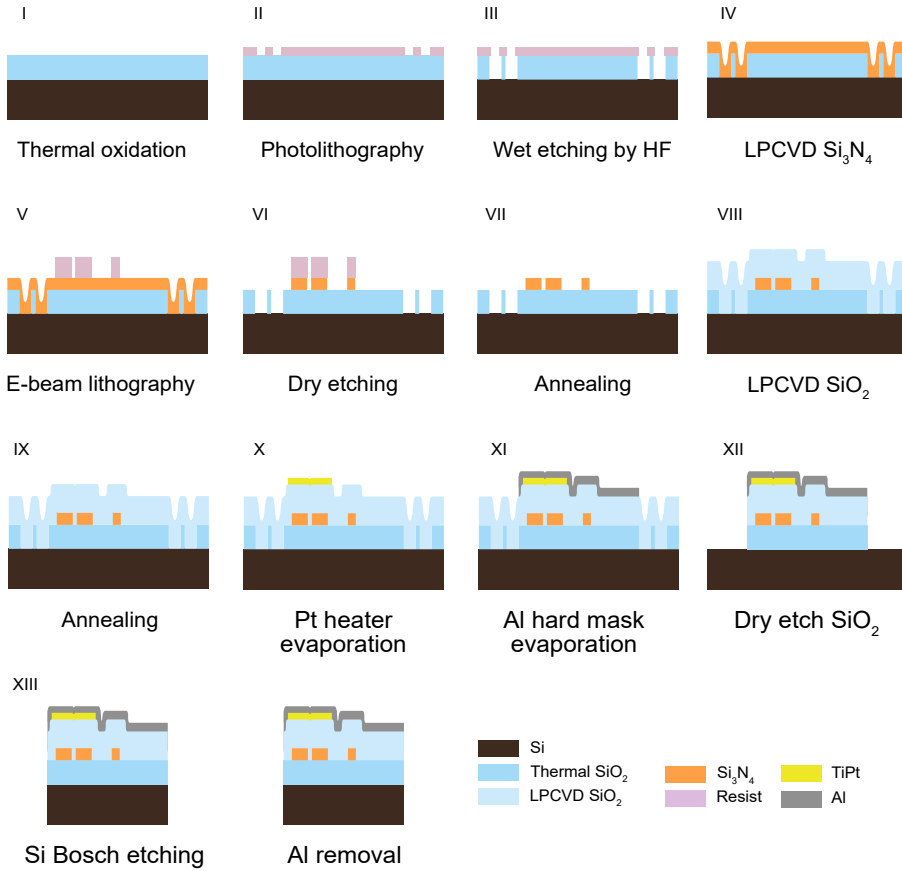 I
II
III
IV
Thermal oxidation
Photolithography
Wet etching by HF
LPCVD Si₃N₄
V
VI
VII
VIII
E-beam lithography
Dry etching
Annealing
LPCVD SiO₂
IX
X
XI
XII
Annealing
Pt heater
evaporation
Al hard mask
evaporation
Dry etch SiO₂
XIII
Si Bosch etching
Al removal
Si
Thermal SiO₂
LPCVD SiO₂
Si₃N₄
Resist
TiPt
Al